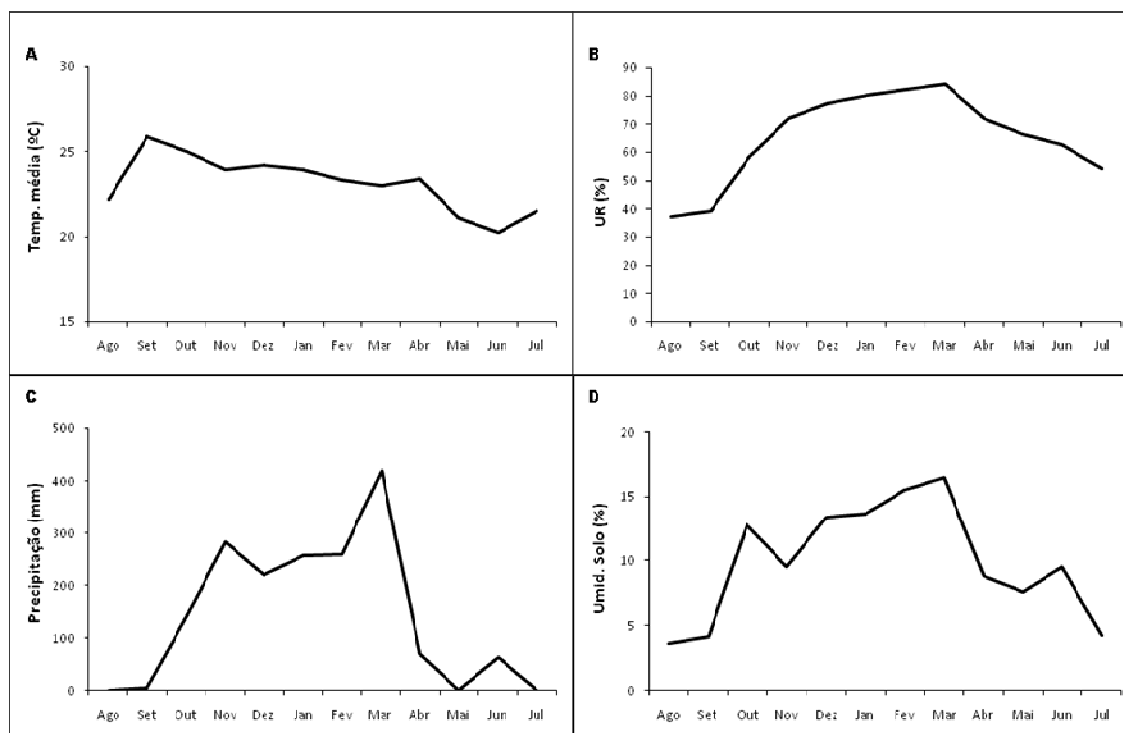 A
Temp. média (ºC)
30
25
20
15
Ago Set Out Nov Dez Jan Fev Mar Abr Mai Jun Jul
B
UR (%)
90
80
70
60
50
40
30
20
10
0
Ago Set Out Nov Dez Jan Fev Mar Abr Mai Jun Jul
C
Precipitação (mm)
500
400
300
200
100
0
Ago Set Out Nov Dez Jan Fev Mar Abr Mai Jun Jul
D
Umid. Solo (%)
20
15
10
5
0
Ago Set Out Nov Dez Jan Fev Mar Abr Mai Jun Jul